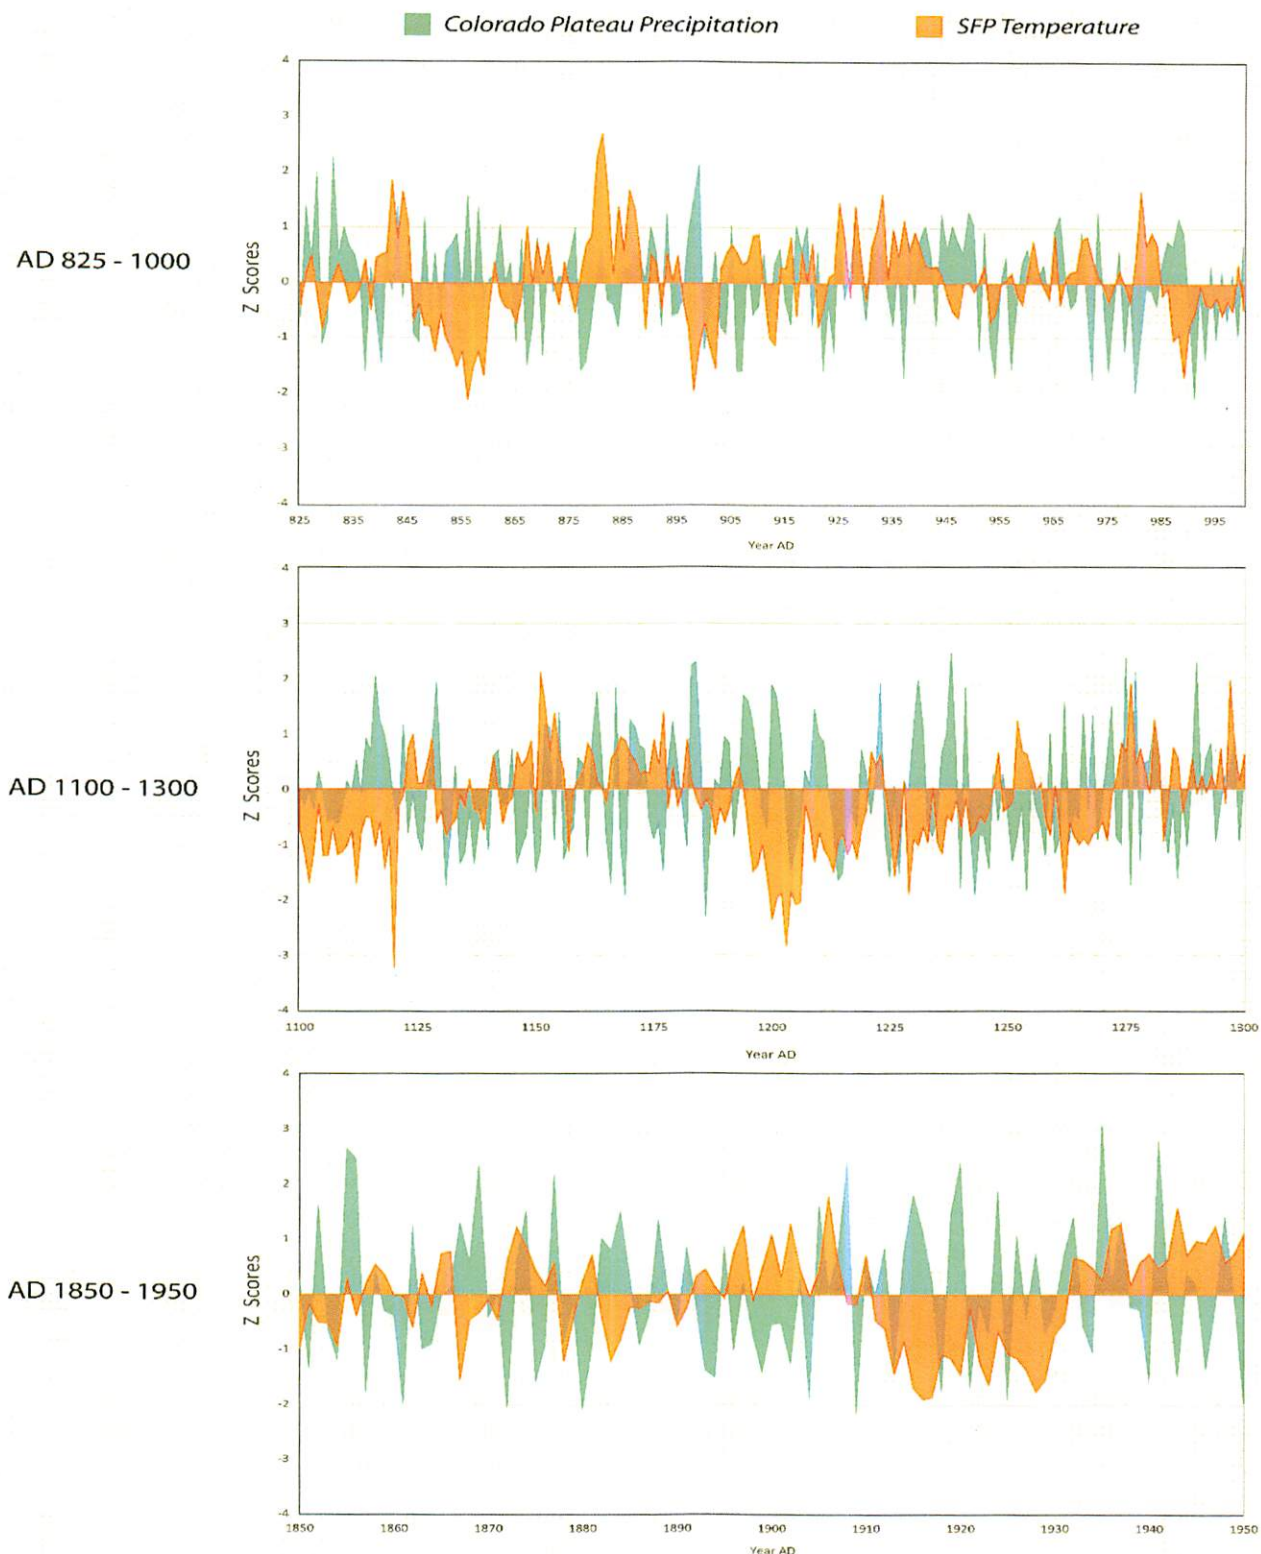 Colorado Plateau Precipitation
SFP Temperature
AD 825 - 1000
Z Scores
4
3
2
1
0
-1
-2
-3
-4
825 835 845 855 865 875 885 895 905 915 925 935 945 955 965 975 985 995
Year AD
AD 1100 - 1300
Z Scores
4
3
2
1
0
-1
-2
-3
-4
1100 1125 1150 1175 1200 1225 1250 1275 1300
Year AD
AD 1850 - 1950
Z Scores
4
3
2
1
0
-1
-2
-3
-4
1850 1860 1870 1880 1890 1900 1910 1920 1930 1940 1950
Year AD